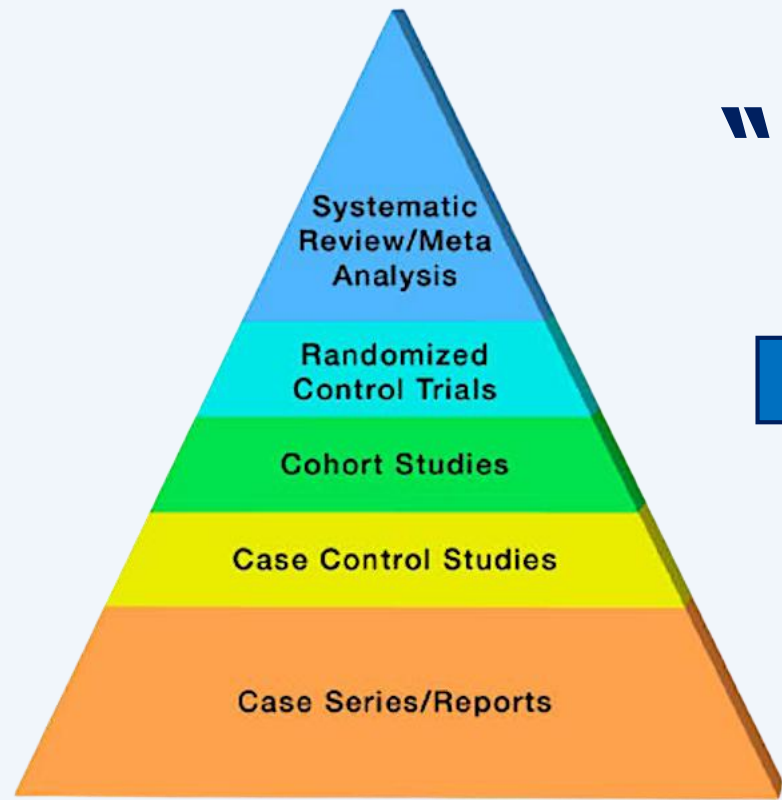 Systematic
Review/Meta
Analysis
Randomized
Control Trials
Cohort Studies
Case Control Studies
Case Series/Reports
"